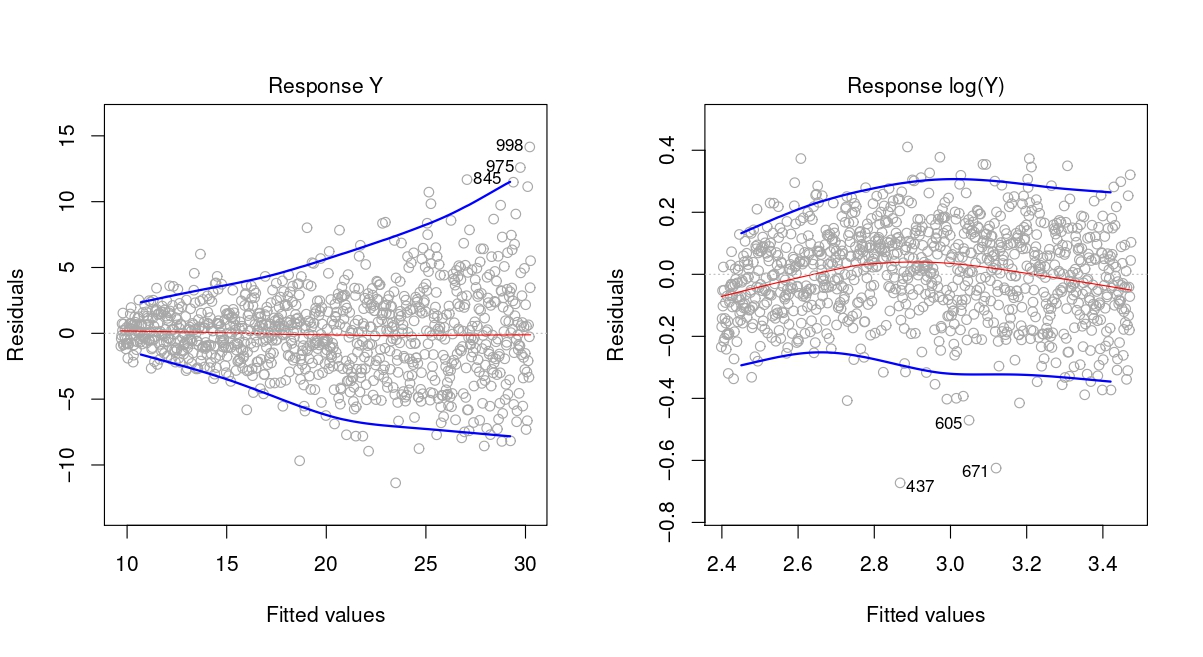 Response Y
Residuals
15
10
5
0
−5
−10
998
975
845
10 15 20 25 30
Fitted values
Response log(Y)
Residuals
0.4
0.2
0.0
−0.2
−0.4
−0.6
−0.8
605
671
437
2.4 2.6 2.8 3.0 3.2 3.4
Fitted values